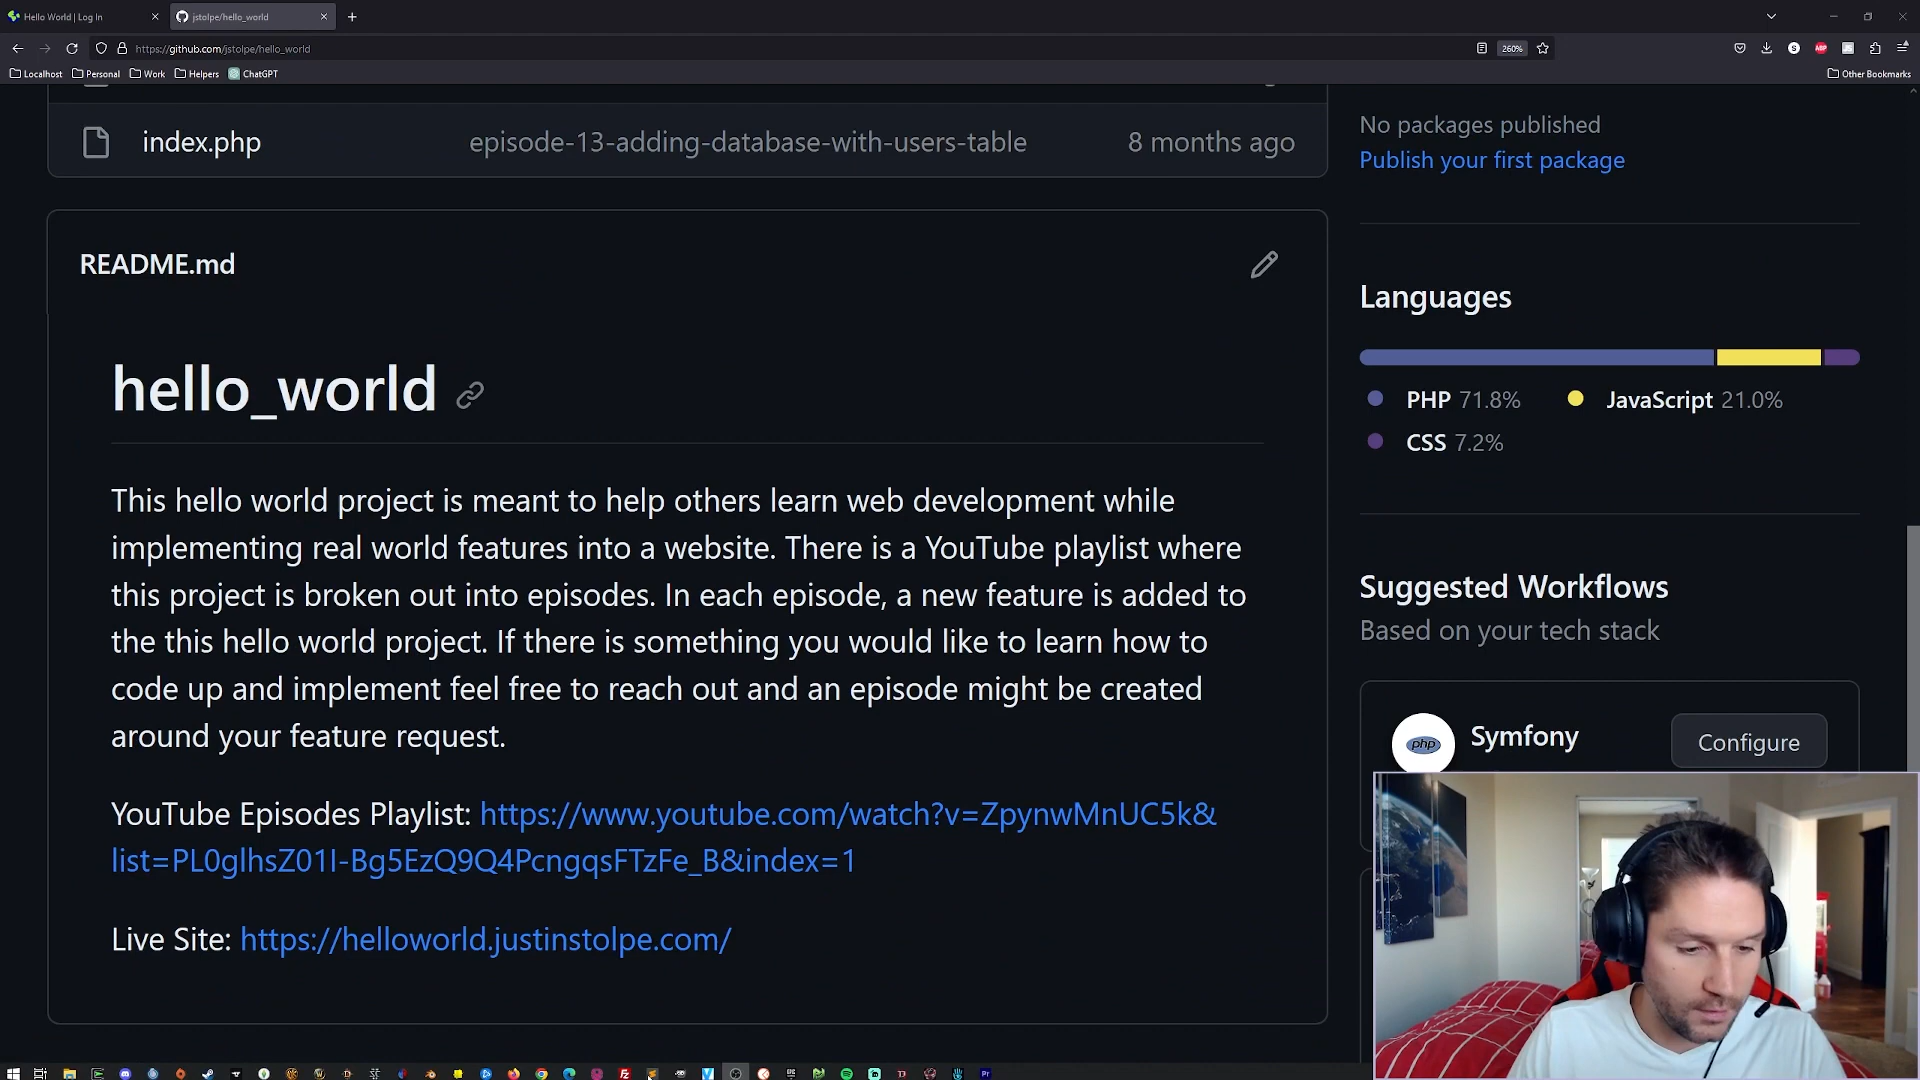 Hello World | Log In
jstolpe/hello_world
https://github.com/jstolpe/hello_world
260%
Localhost Personal Work Helpers ChatGPT
Other Bookmarks
index.php episode-13-adding-database-with-users-table 8 months ago
README.md
hello_world
This hello world project is meant to help others learn web development while
implementing real world features into a website. There is a YouTube playlist where
this project is broken out into episodes. In each episode, a new feature is added to
the this hello world project. If there is something you would like to learn how to
code up and implement feel free to reach out and an episode might be created
around your feature request.
YouTube Episodes Playlist: https://www.youtube.com/watch?v=ZpynwMnUC5k&
list=PL0glhsZ01I-Bg5EzQ9Q4PcngqsFTzFe_B&index=1
Live Site: https://helloworld.justinstolpe.com/
No packages published
Publish your first package
Languages
PHP 71.8% JavaScript 21.0%
CSS 7.2%
Suggested Workflows
Based on your tech stack
php
Symfony
Configure